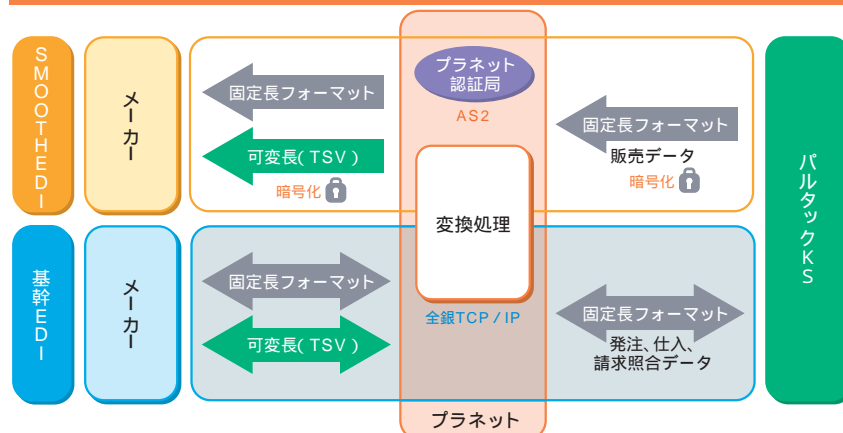 SMOOTHEDI
メーカー
固定長フォーマット
可変長(TSV)
暗号化
プラネット
認証局
AS2
変換処理
固定長フォーマット
販売データ
暗号化
基幹EDI
メーカー
固定長フォーマット
可変長(TSV)
全銀TCP/IP
固定長フォーマット
発注、仕入、
請求照合データ
プラネット
パルタックKS